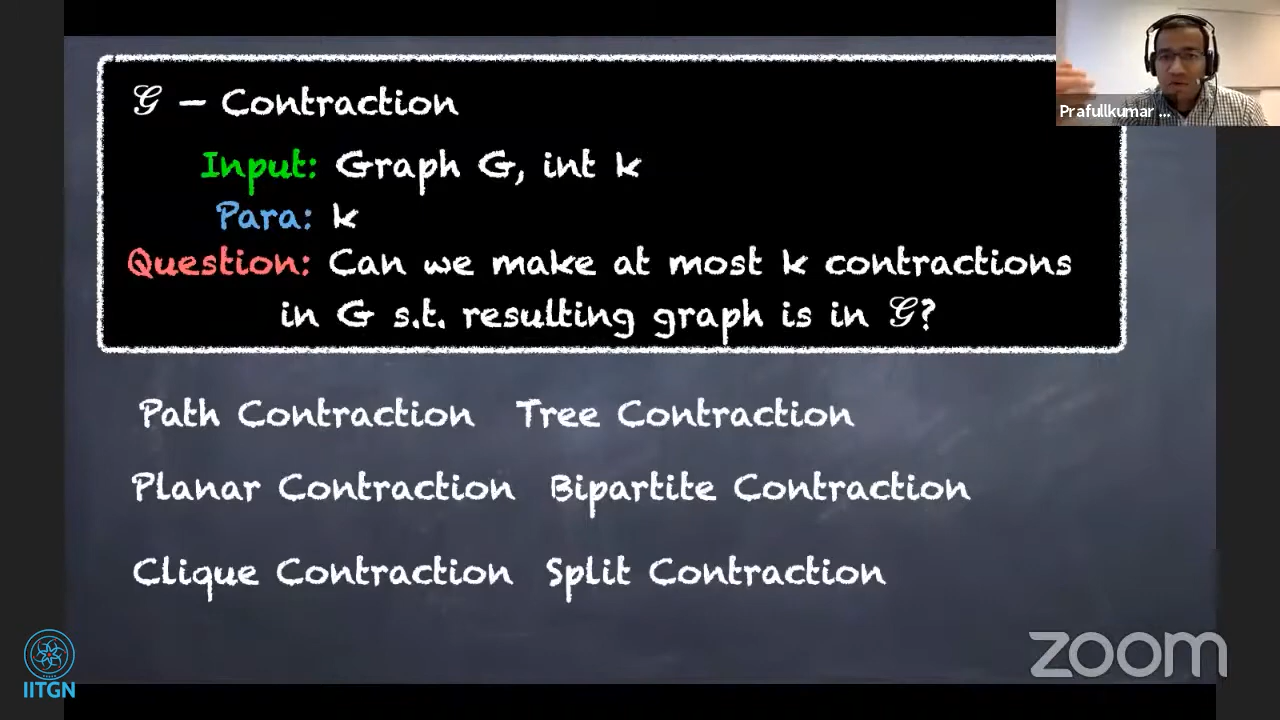 𝒢 – Contraction
Input: Graph G, int k
Para: k
Question: Can we make at most k contractions
in G s.t. resulting graph is in 𝒢?
Path Contraction Tree Contraction
Planar Contraction Bipartite Contraction
Clique Contraction Split Contraction
Prafullkumar ...
IITGN
zoom